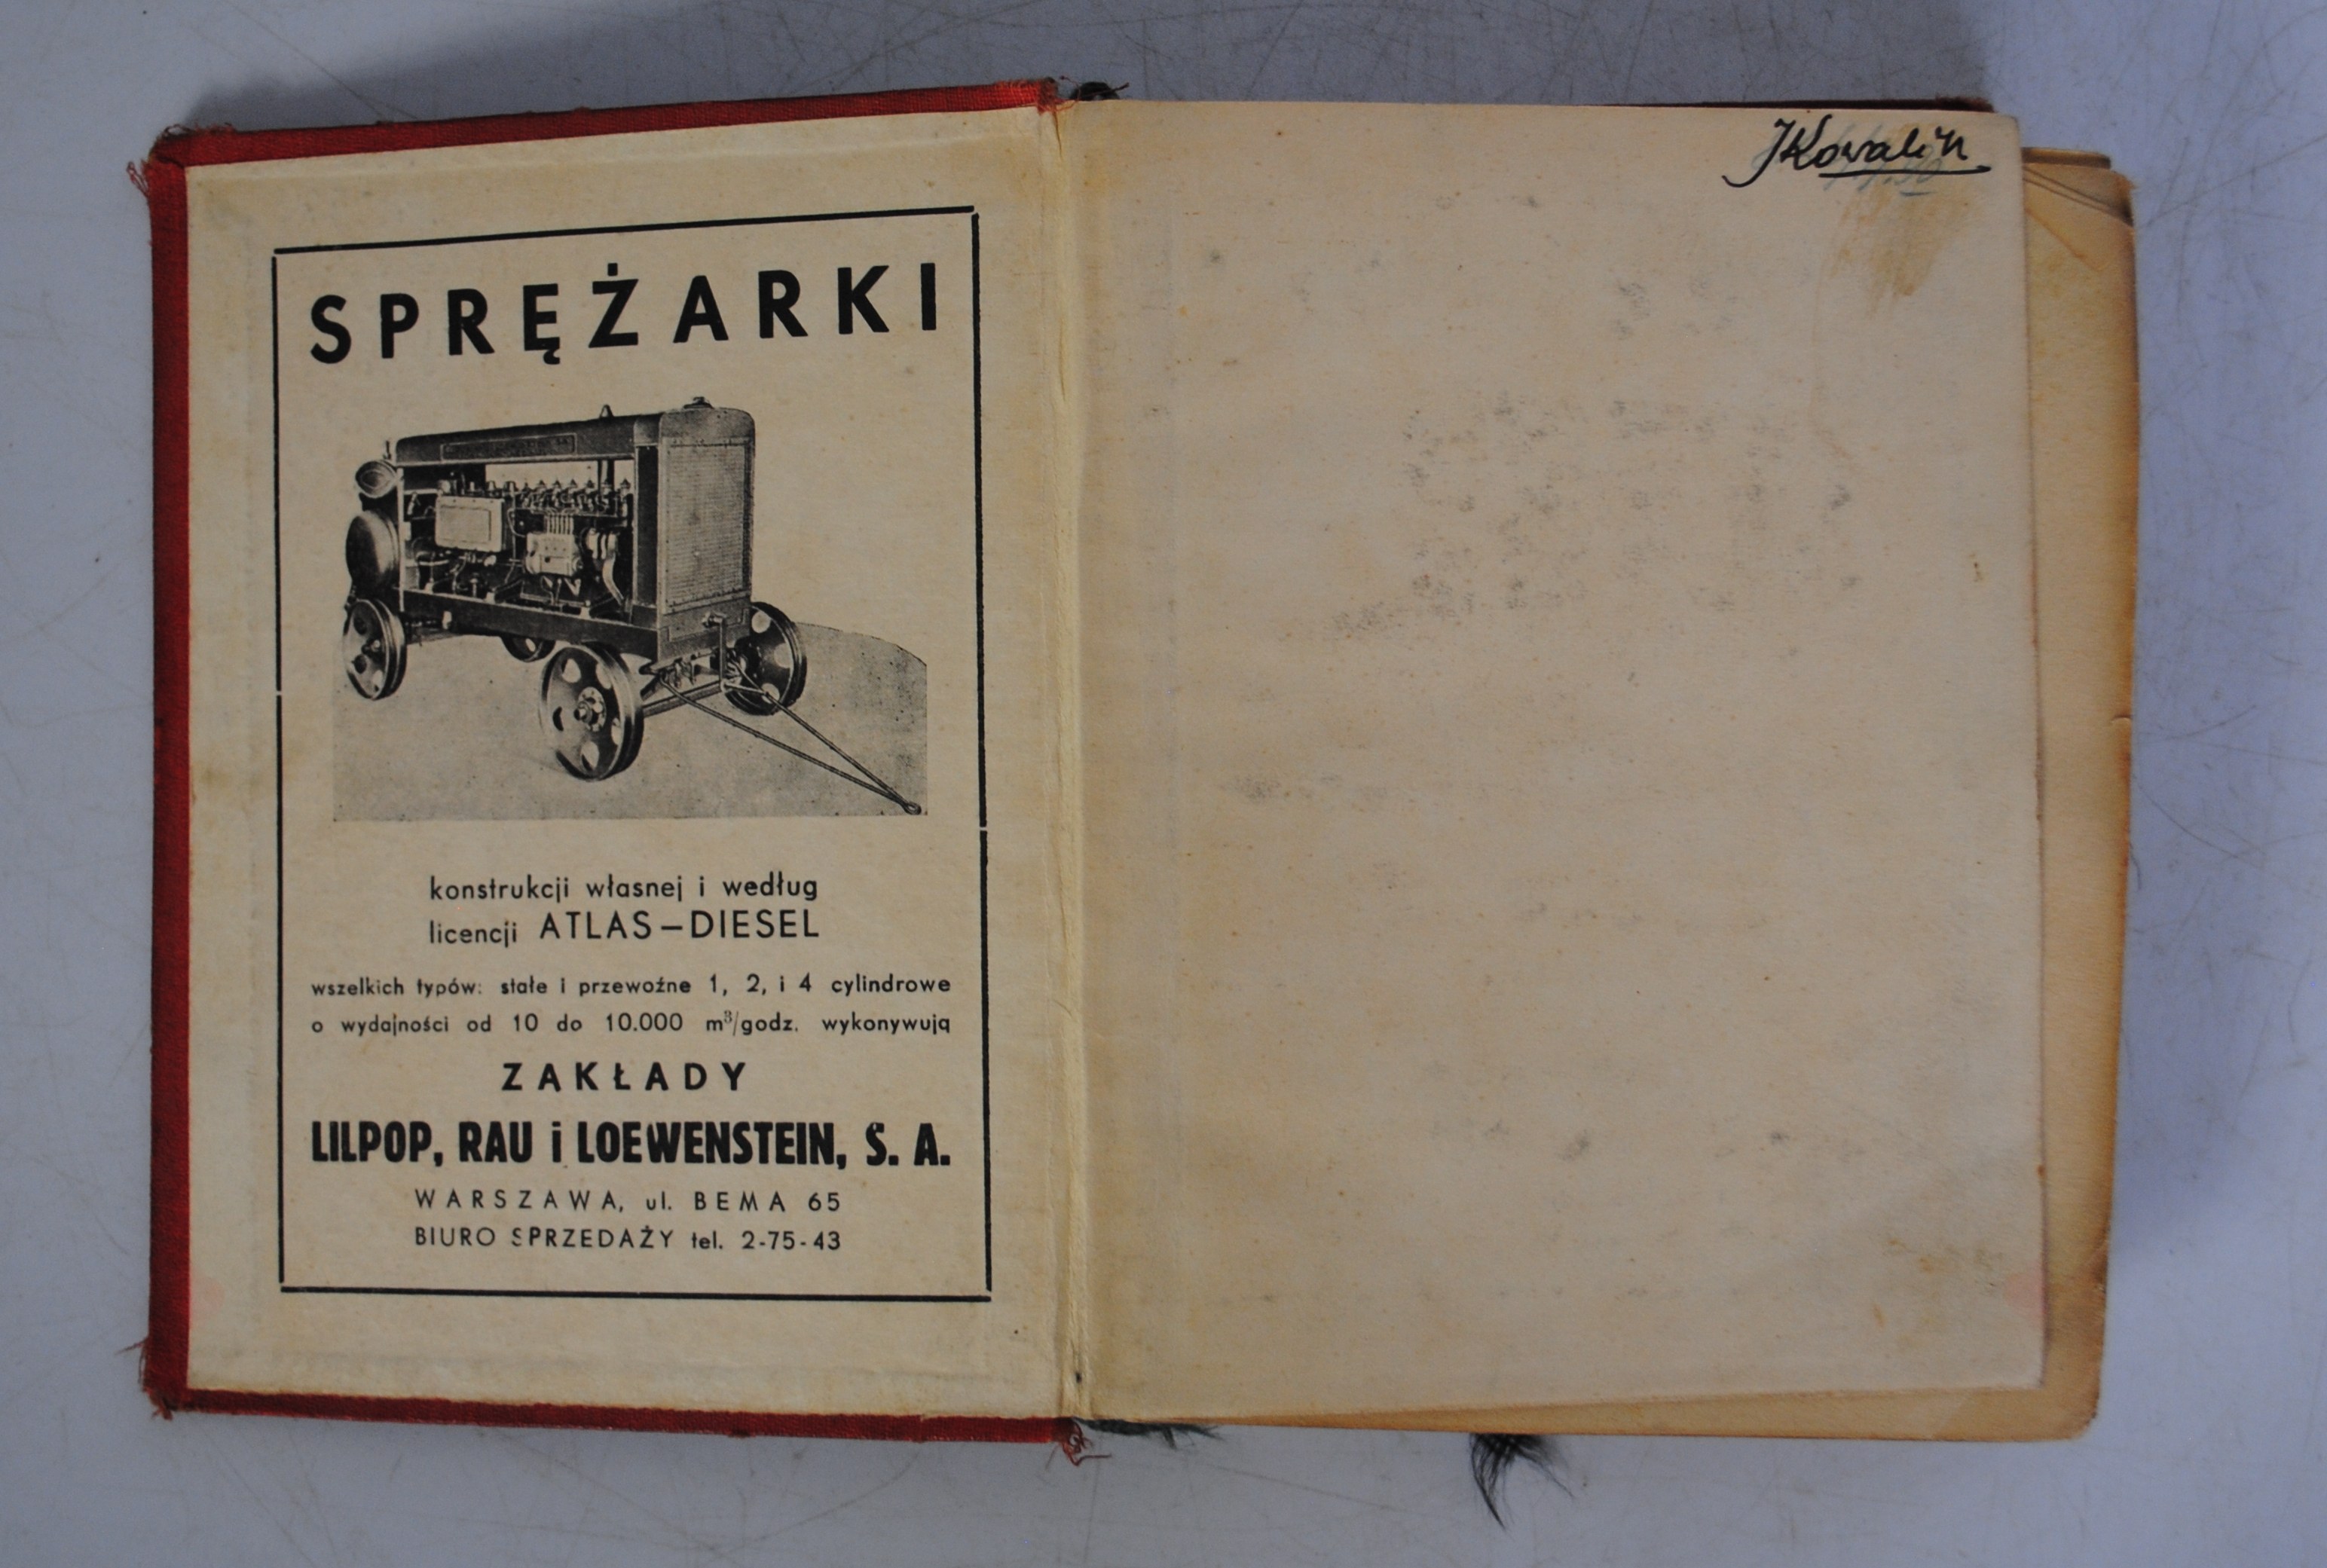 SPRĘŻARKI
konstrukcji własnej i według
licencji ATLAS–DIESEL
wszelkich typów: stałe i przewoźne 1, 2, i 4 cylindrowe
o wydajności od 10 do 10.000 m³/godz. wykonywują
ZAKŁADY
LILPOP, RAU i LOEWENSTEIN, S. A.
WARSZAWA, ul. BEMA 65
BIURO SPRZEDAŻY tel. 2-75-43
JKowalik